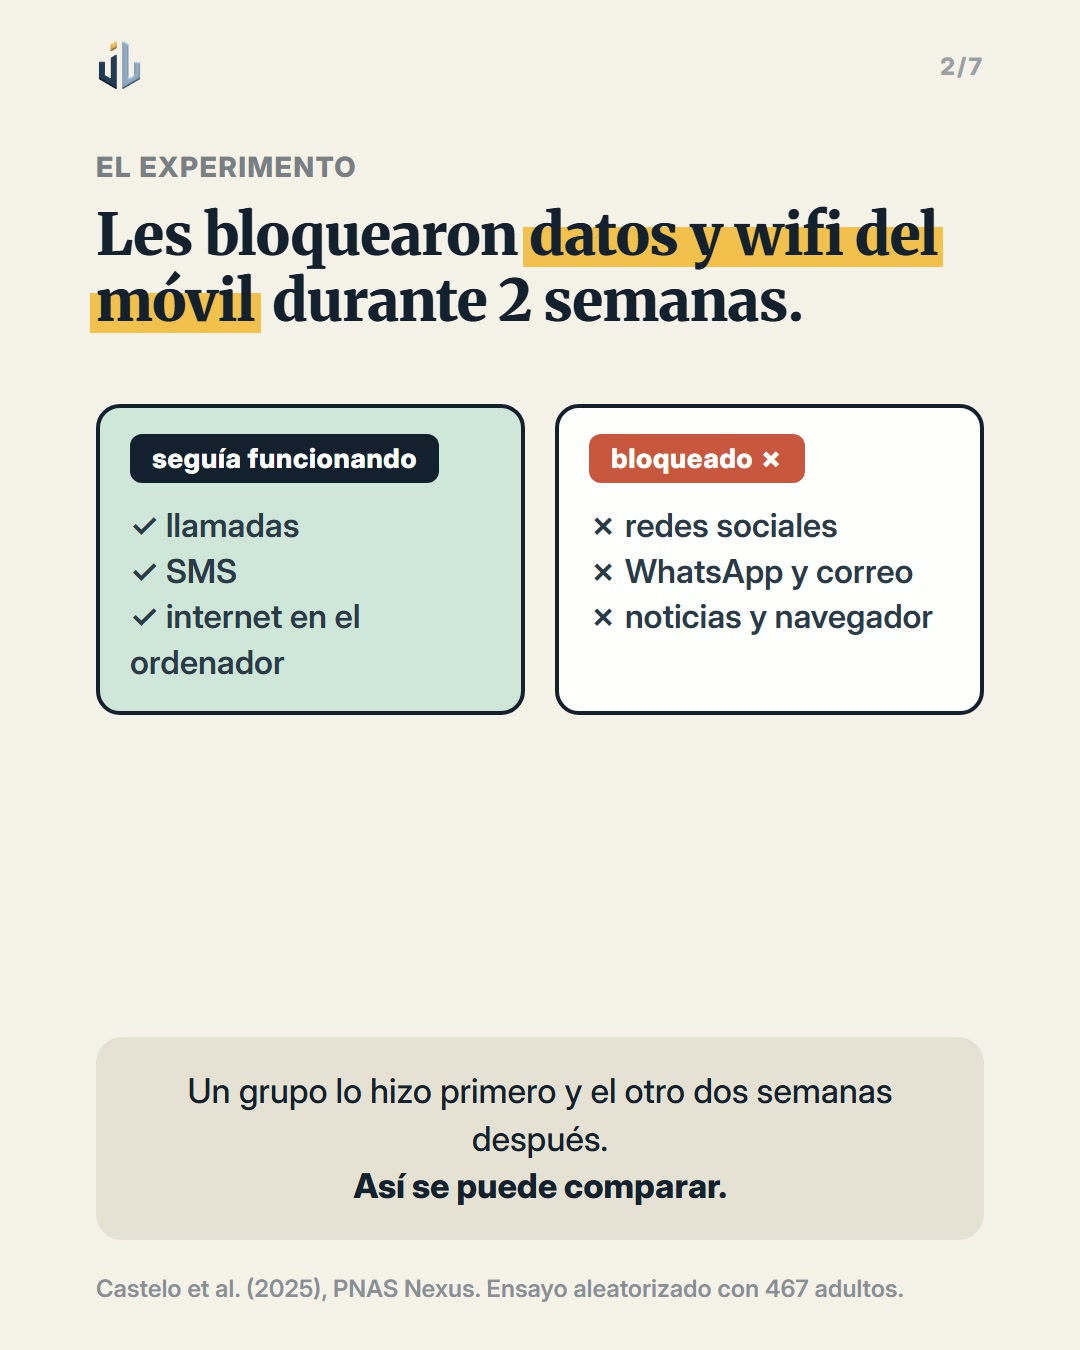 2/7
EL EXPERIMENTO
Les bloquearon datos y wifi del
móvil durante 2 semanas.
seguía funcionando
✓ llamadas
✓ SMS
✓ internet en el
ordenador
bloqueado ×
× redes sociales
× WhatsApp y correo
× noticias y navegador
Un grupo lo hizo primero y el otro dos semanas
después.
Así se puede comparar.
Castelo et al. (2025), PNAS Nexus. Ensayo aleatorizado con 467 adultos.